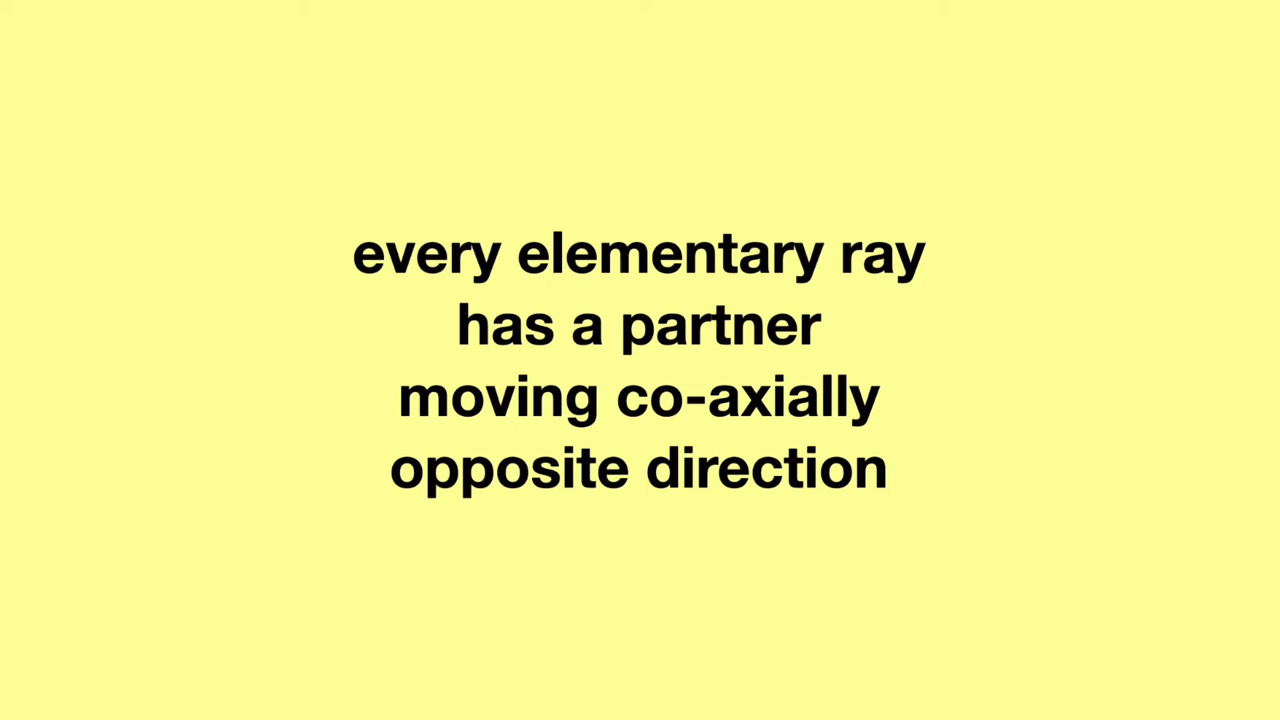 every elementary ray
has a partner
moving co-axially
opposite direction